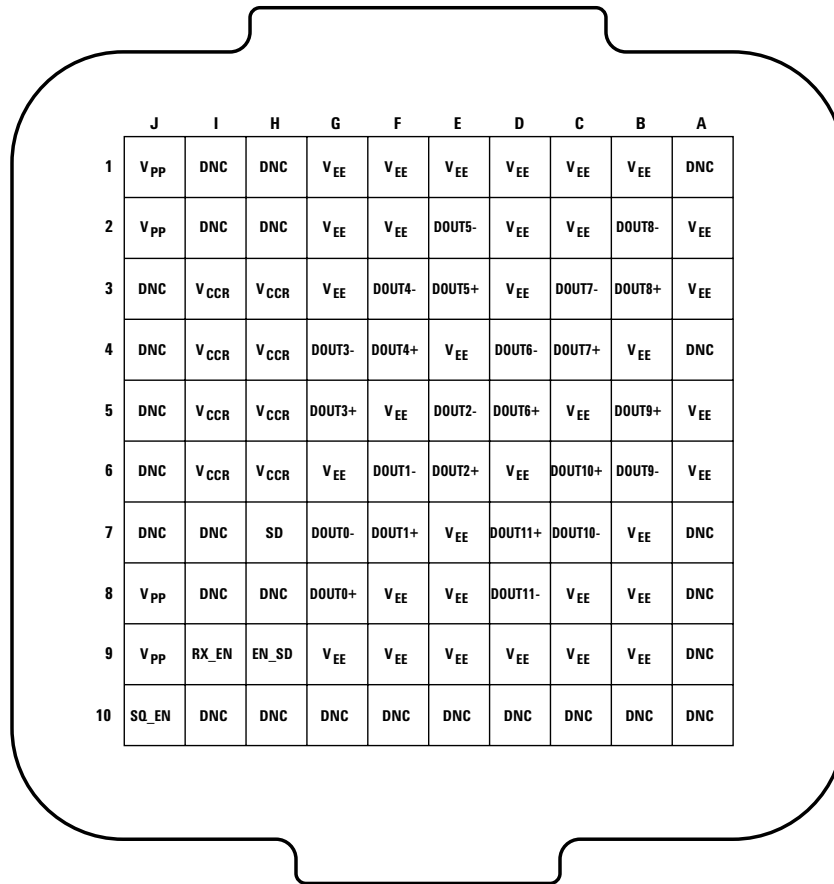 J I H G F E D C B A
1 VPP DNC DNC VEE VEE VEE VEE VEE VEE DNC
2 VPP DNC DNC VEE VEE DOUT5- VEE VEE DOUT8- VEE
3 DNC VCCR VCCR VEE DOUT4- DOUT5+ VEE DOUT7- DOUT8+ VEE
4 DNC VCCR VCCR DOUT3- DOUT4+ VEE DOUT6- DOUT7+ VEE DNC
5 DNC VCCR VCCR DOUT3+ VEE DOUT2- DOUT6+ VEE DOUT9+ VEE
6 DNC VCCR VCCR VEE DOUT1- DOUT2+ VEE DOUT10+ DOUT9- VEE
7 DNC DNC SD DOUT0- DOUT1+ VEE DOUT11+ DOUT10- VEE DNC
8 VPP DNC DNC DOUT0+ VEE VEE DOUT11- VEE VEE DNC
9 VPP RX_EN EN_SD VEE VEE VEE VEE VEE VEE DNC
10 SQ_EN DNC DNC DNC DNC DNC DNC DNC DNC DNC